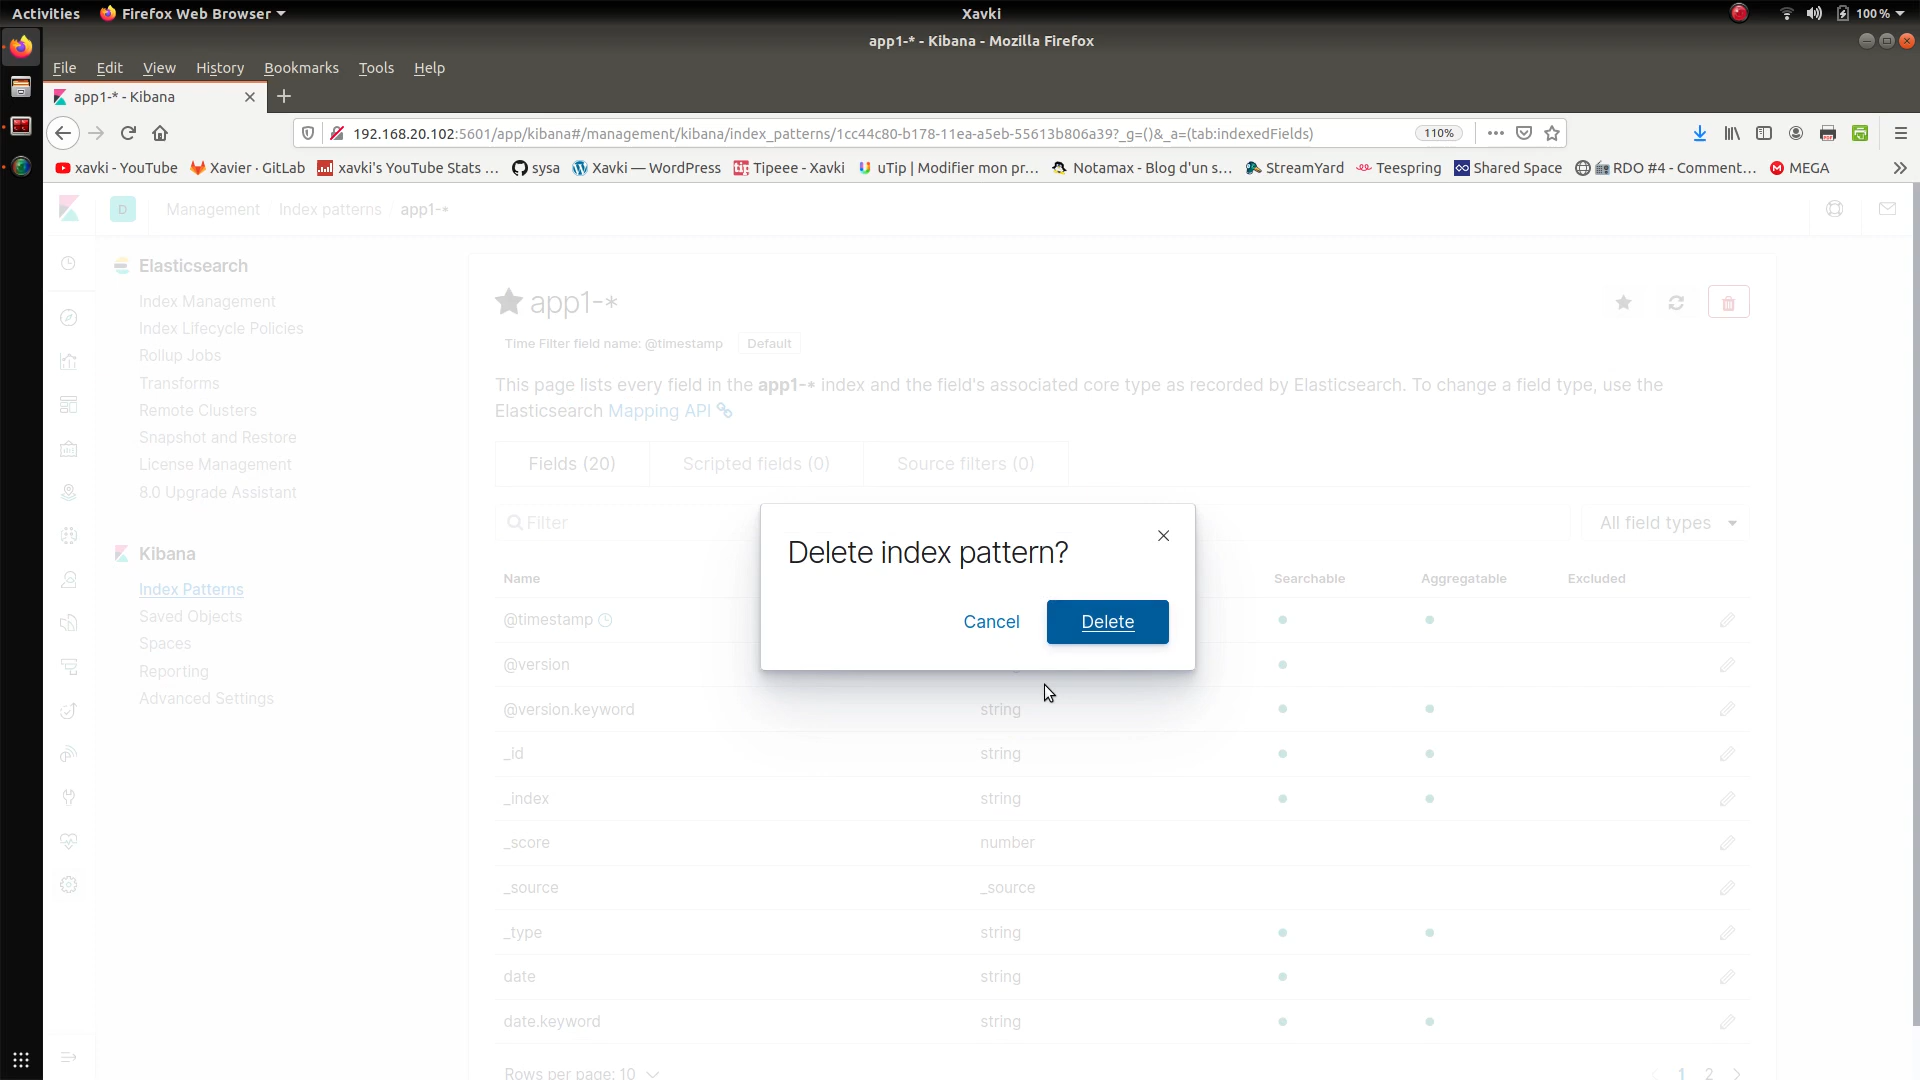 Activities Firefox Web Browser Xavki 100 %
app1-* - Kibana - Mozilla Firefox
File Edit View History Bookmarks Tools Help
app1-* - Kibana
192.168.20.102:5601/app/kibana#/management/kibana/index_patterns/1cc44c80-b178-11ea-a5eb-55613b806a39?_g=()&_a=(tab:indexedFields) 110%
xavki - YouTube Xavier · GitLab xavki's YouTube Stats ... sysa Xavki — WordPress Tipeee - Xavki uTip | Modifier mon pr... Notamax - Blog d'un s... StreamYard Teespring Shared Space RDO #4 - Comment... MEGA
D Management / Index patterns / app1-*
Elasticsearch
Index Management
Index Lifecycle Policies
Rollup Jobs
Transforms
Remote Clusters
Snapshot and Restore
License Management
8.0 Upgrade Assistant
Kibana
Index Patterns
Saved Objects
Spaces
Reporting
Advanced Settings
app1-*
Time Filter field name: @timestamp Default
This page lists every field in the app1-* index and the field's associated core type as recorded by Elasticsearch. To change a field type, use the
Elasticsearch Mapping API
Fields (20) Scripted fields (0) Source filters (0)
Filter All field types
Delete index pattern?
Cancel Delete
Name Searchable Aggregatable Excluded
@timestamp
@version
@version.keyword string
_id string
_index string
_score number
_source _source
_type string
date string
date.keyword string
Rows per page: 10 1 2